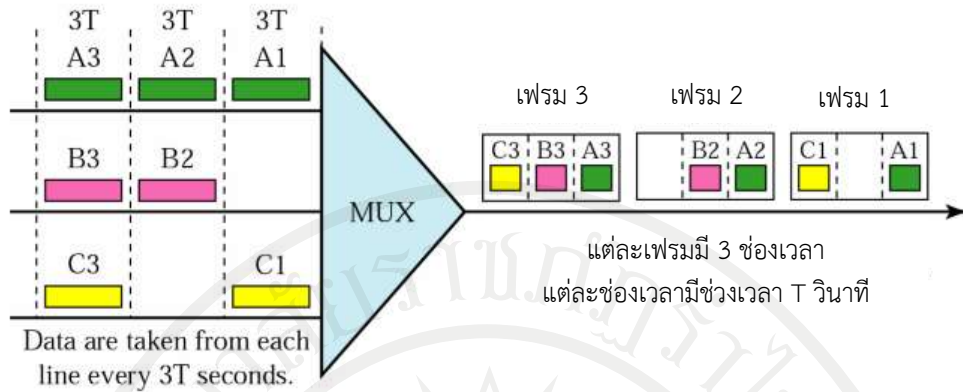 3T 3T 3T
A3 A2 A1
B3 B2
C3 C1
Data are taken from each
line every 3T seconds.
MUX
เฟรม 3 เฟรม 2 เฟรม 1
C3 B3 A3 B2 A2 C1 A1
แต่ละเฟรมมี 3 ช่องเวลา
แต่ละช่องเวลามีช่วงเวลา T วินาที